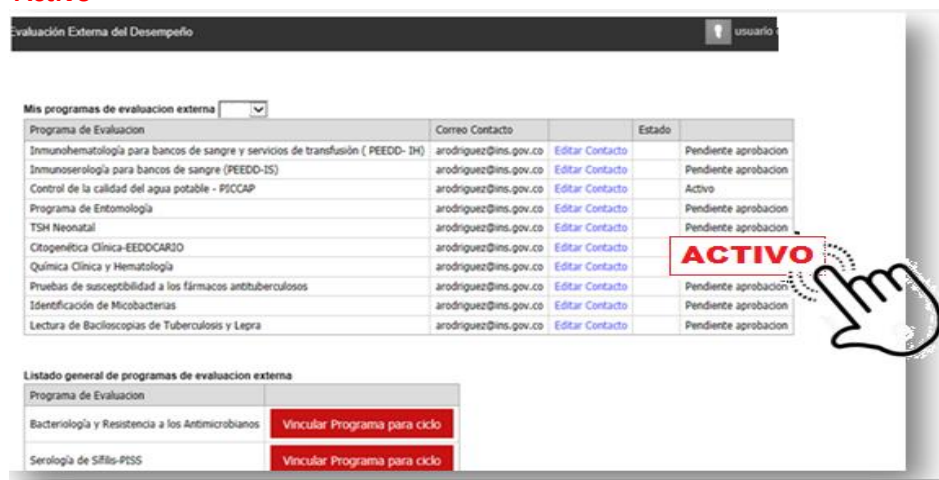 Evaluación Externa del Desempeño usuario
Mis programas de evaluacion externa
Programa de Evaluacion Correo Contacto Estado
Inmunohematología para bancos de sangre y servicios de transfusión ( PEEDD- IH) arodriguez@ins.gov.co Editar Contacto Pendiente aprobacion
Inmunoserología para bancos de sangre (PEEDD-IS) arodriguez@ins.gov.co Editar Contacto Pendiente aprobacion
Control de la calidad del agua potable - PICCAP arodriguez@ins.gov.co Editar Contacto Activo
Programa de Entomología arodriguez@ins.gov.co Editar Contacto Pendiente aprobacion
TSH Neonatal arodriguez@ins.gov.co Editar Contacto Pendiente aprobacion
Citogenética Clínica-EEDDCARIO arodriguez@ins.gov.co Editar Contacto
ACTIVO
Química Clínica y Hematología arodriguez@ins.gov.co Editar Contacto
Pruebas de susceptibilidad a los fármacos antituberculosos arodriguez@ins.gov.co Editar Contacto Pendiente aprobacion
Identificación de Micobacterias arodriguez@ins.gov.co Editar Contacto Pendiente aprobacion
Lectura de Baciloscopias de Tuberculosis y Lepra arodriguez@ins.gov.co Editar Contacto Pendiente aprobacion
Listado general de programas de evaluacion externa
Programa de Evaluacion
Bacteriología y Resistencia a los Antimicrobianos Vincular Programa para ciclo
Serología de Sífilis-PISS Vincular Programa para ciclo